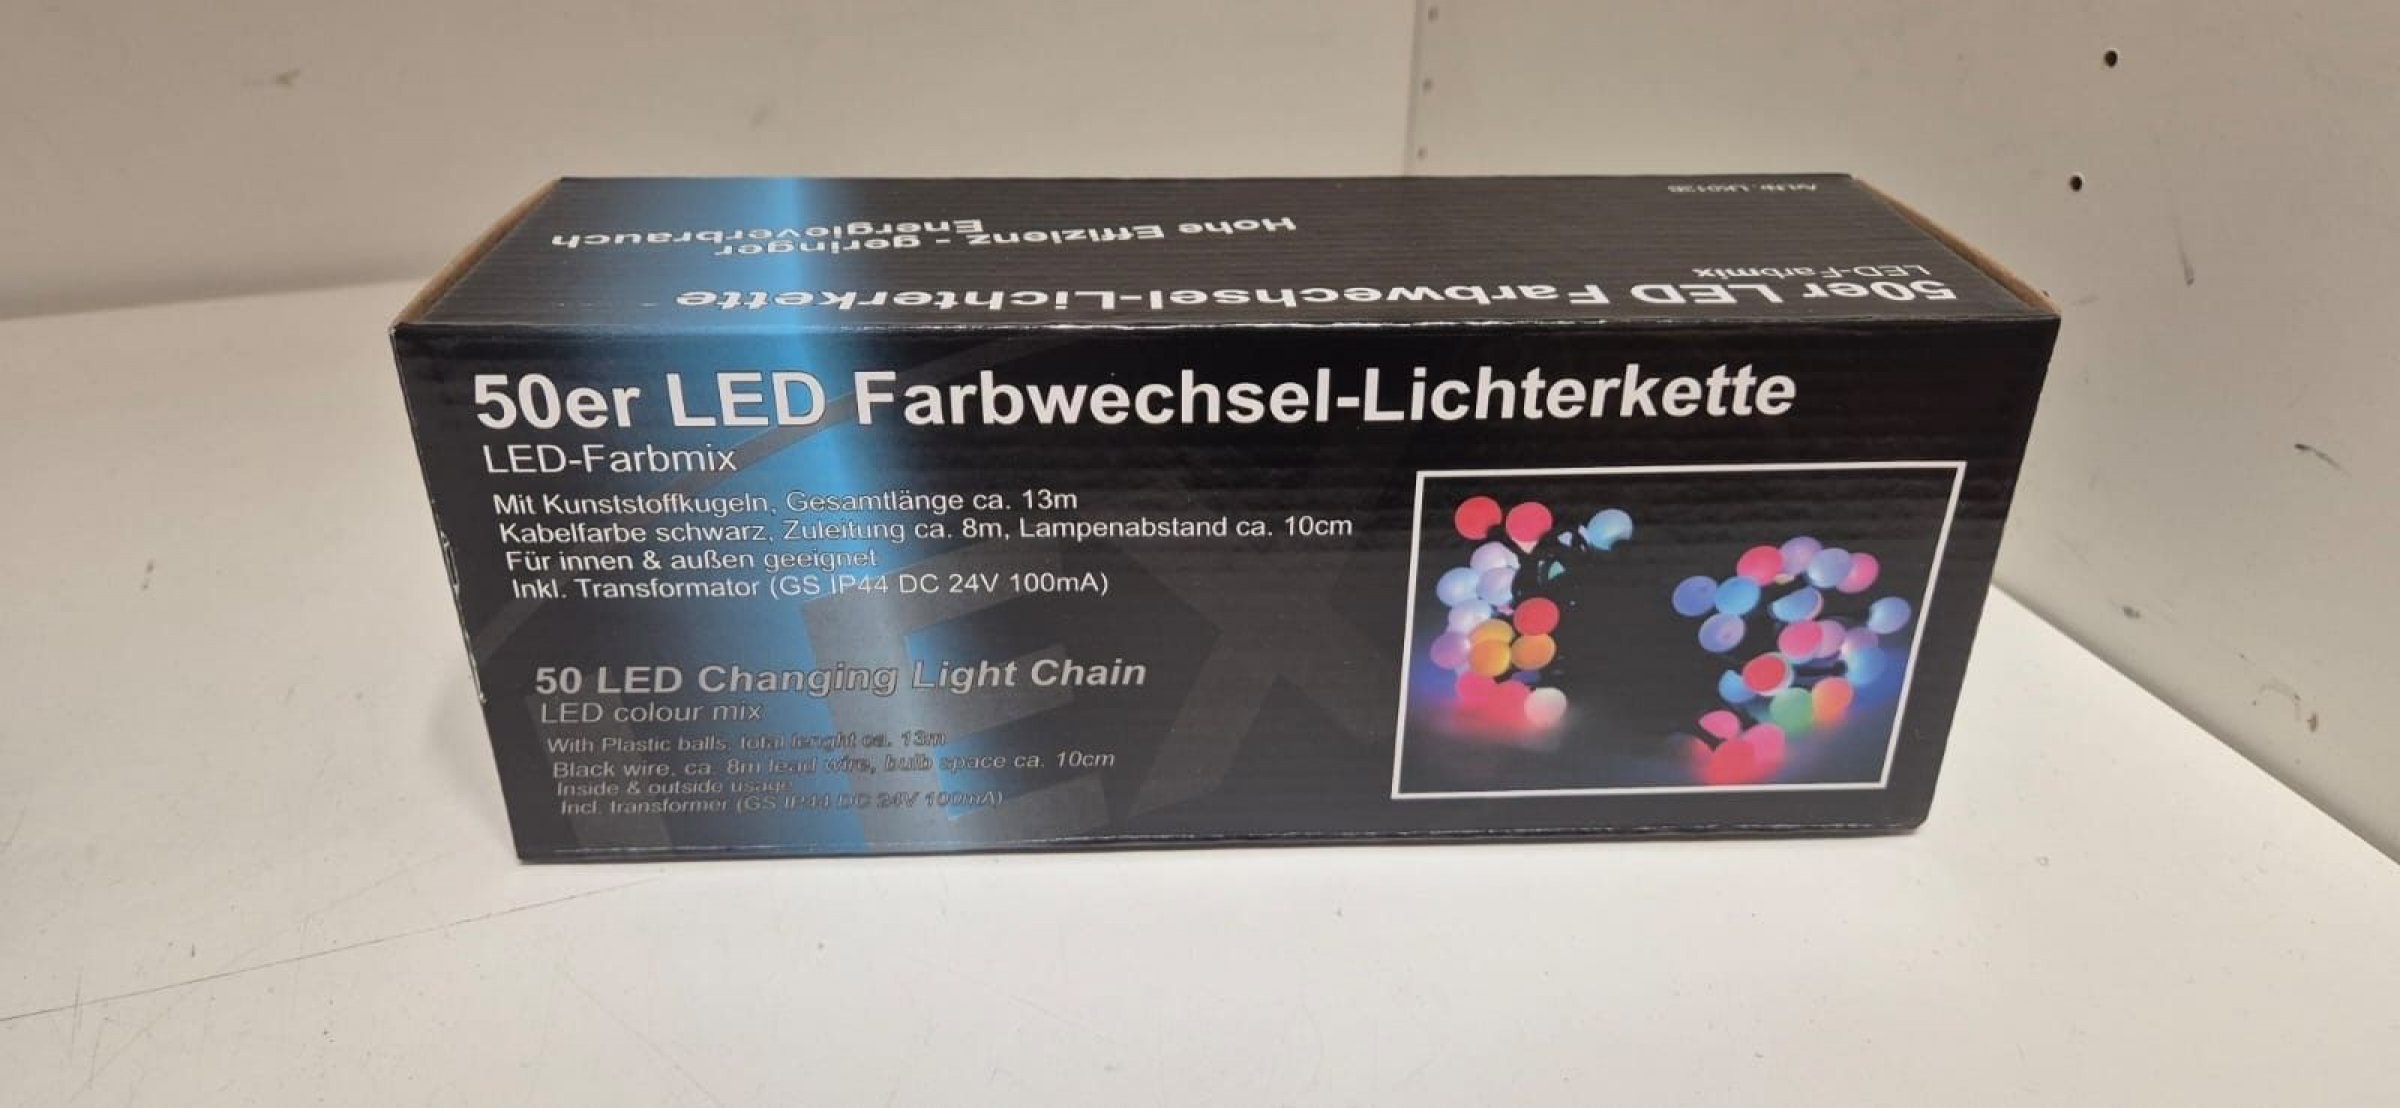 Art.Nr. LK013B
Hohe Effizienz - geringer
Energieverbrauch
50er LED Farbwechsel-Lichterkette
LED-Farbmix
50er LED Farbwechsel-Lichterkette
LED-Farbmix
Mit Kunststoffkugeln, Gesamtlänge ca. 13m
Kabelfarbe schwarz, Zuleitung ca. 8m, Lampenabstand ca. 10cm
Für innen & außen geeignet
Inkl. Transformator (GS IP44 DC 24V 100mA)
50 LED Changing Light Chain
LED colour mix
With Plastic balls, total lenght ca. 13m
Black wire, ca. 8m lead wire, bulb space ca. 10cm
Inside & outside usage
Incl. transformer (GS IP44 DC 24V 100mA)